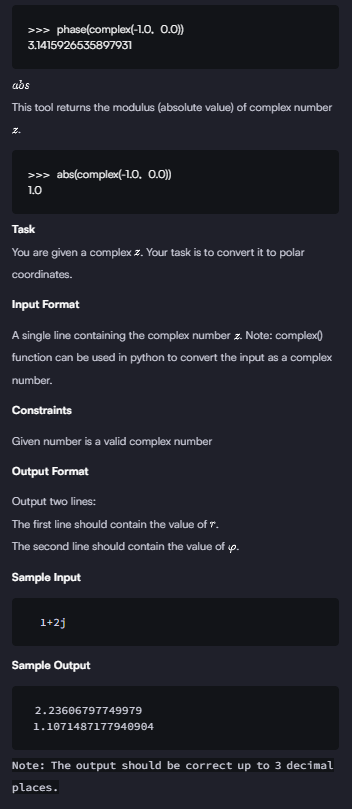 >>> phase(complex(-1.0, 0.0))
3.1415926535897931
abs
This tool returns the modulus (absolute value) of complex number
z.
>>> abs(complex(-1.0, 0.0))
1.0
Task
You are given a complex z. Your task is to convert it to polar
coordinates.
Input Format
A single line containing the complex number z. Note: complex()
function can be used in python to convert the input as a complex
number.
Constraints
Given number is a valid complex number
Output Format
Output two lines:
The first line should contain the value of r.
The second line should contain the value of φ.
Sample Input
1+2j
Sample Output
2.23606797749979
1.1071487177940904
Note: The output should be correct up to 3 decimal
places.